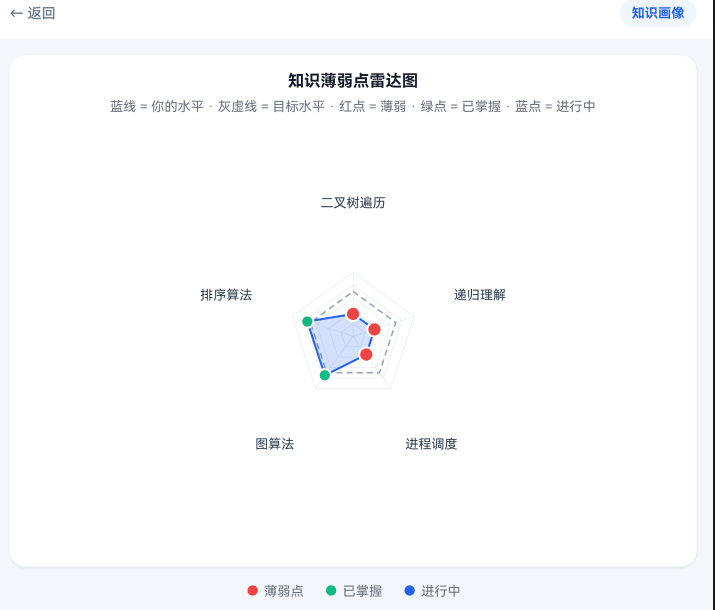 ← 返回
知识画像
知识薄弱点雷达图
蓝线 = 你的水平 · 灰虚线 = 目标水平 · 红点 = 薄弱 · 绿点 = 已掌握 · 蓝点 = 进行中
二叉树遍历
排序算法
递归理解
图算法
进程调度
薄弱点
已掌握
进行中